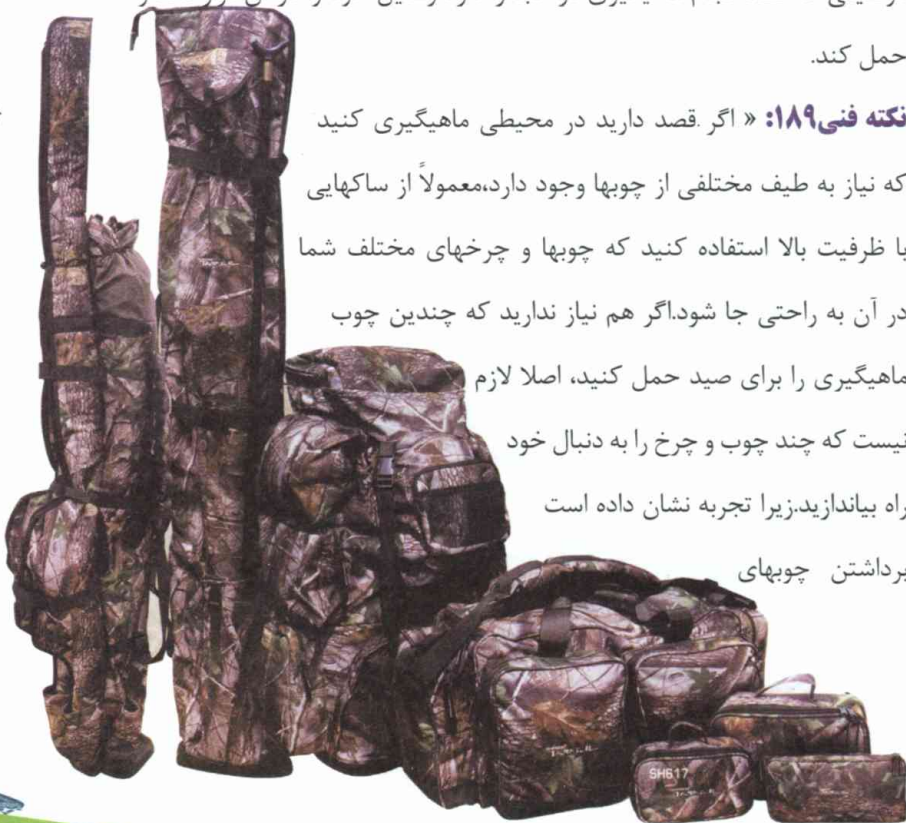 حمل کند.
نکته فنی۱۸۹: « اگر قصد دارید در محیطی ماهیگیری کنید
که نیاز به طیف مختلفی از چوبها وجود دارد،معمولاً از ساکهایی
با ظرفیت بالا استفاده کنید که چوبها و چرخهای مختلف شما
در آن به راحتی جا شود.اگر هم نیاز ندارید که چندین چوب
ماهیگیری را برای صید حمل کنید، اصلا لازم
نیست که چند چوب و چرخ را به دنبال خود
راه بیاندازید.زیرا تجربه نشان داده است
برداشتن چوبهای
SH617